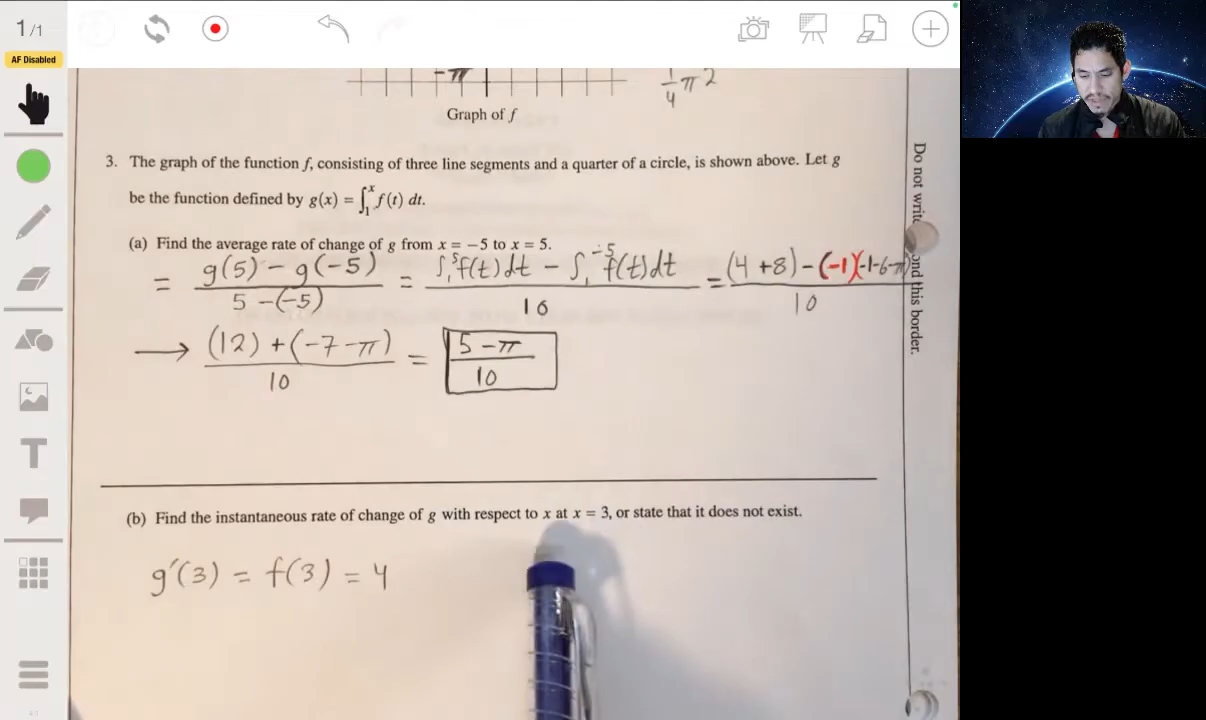 1/1
AF Disabled
-π
1/4 π 2
Graph of f
3. The graph of the function f, consisting of three line segments and a quarter of a circle, is shown above. Let g
be the function defined by g(x) = ∫₁ˣ f(t) dt.
(a) Find the average rate of change of g from x = −5 to x = 5.
= (g(5) - g(-5)) / (5 -(-5)) = (∫₁⁵ f(t)dt - ∫₁⁻⁵ f(t)dt) / 10 = ((4 +8) - (-1)(-1-6-π) / 10
→ ((12) + (-7 -π)) / 10 = (5 -π) / 10
(b) Find the instantaneous rate of change of g with respect to x at x = 3, or state that it does not exist.
g'(3) = f(3) = 4
Do not write
ond this border.
T